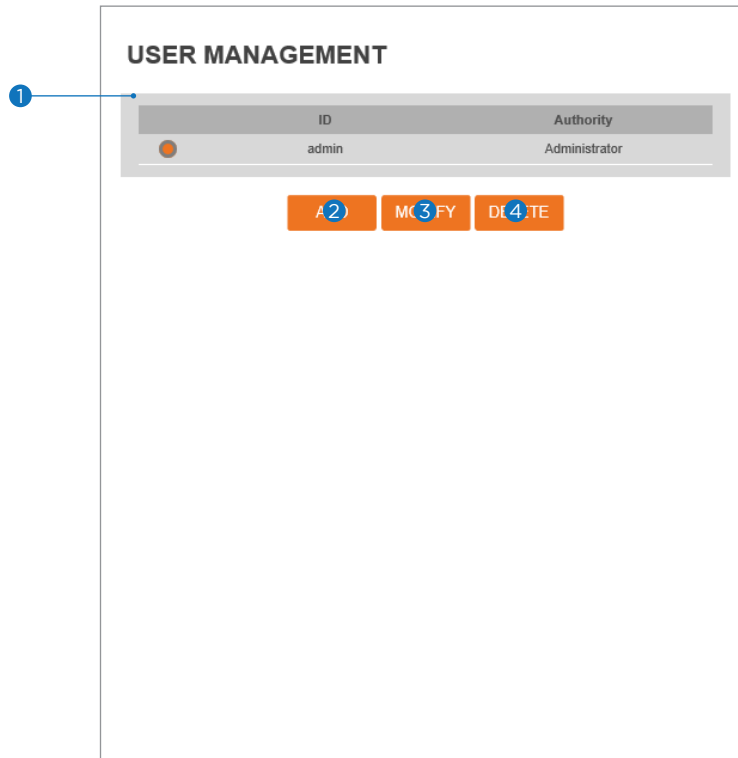 USER MANAGEMENT
1
ID Authority
admin Administrator
2 3 4